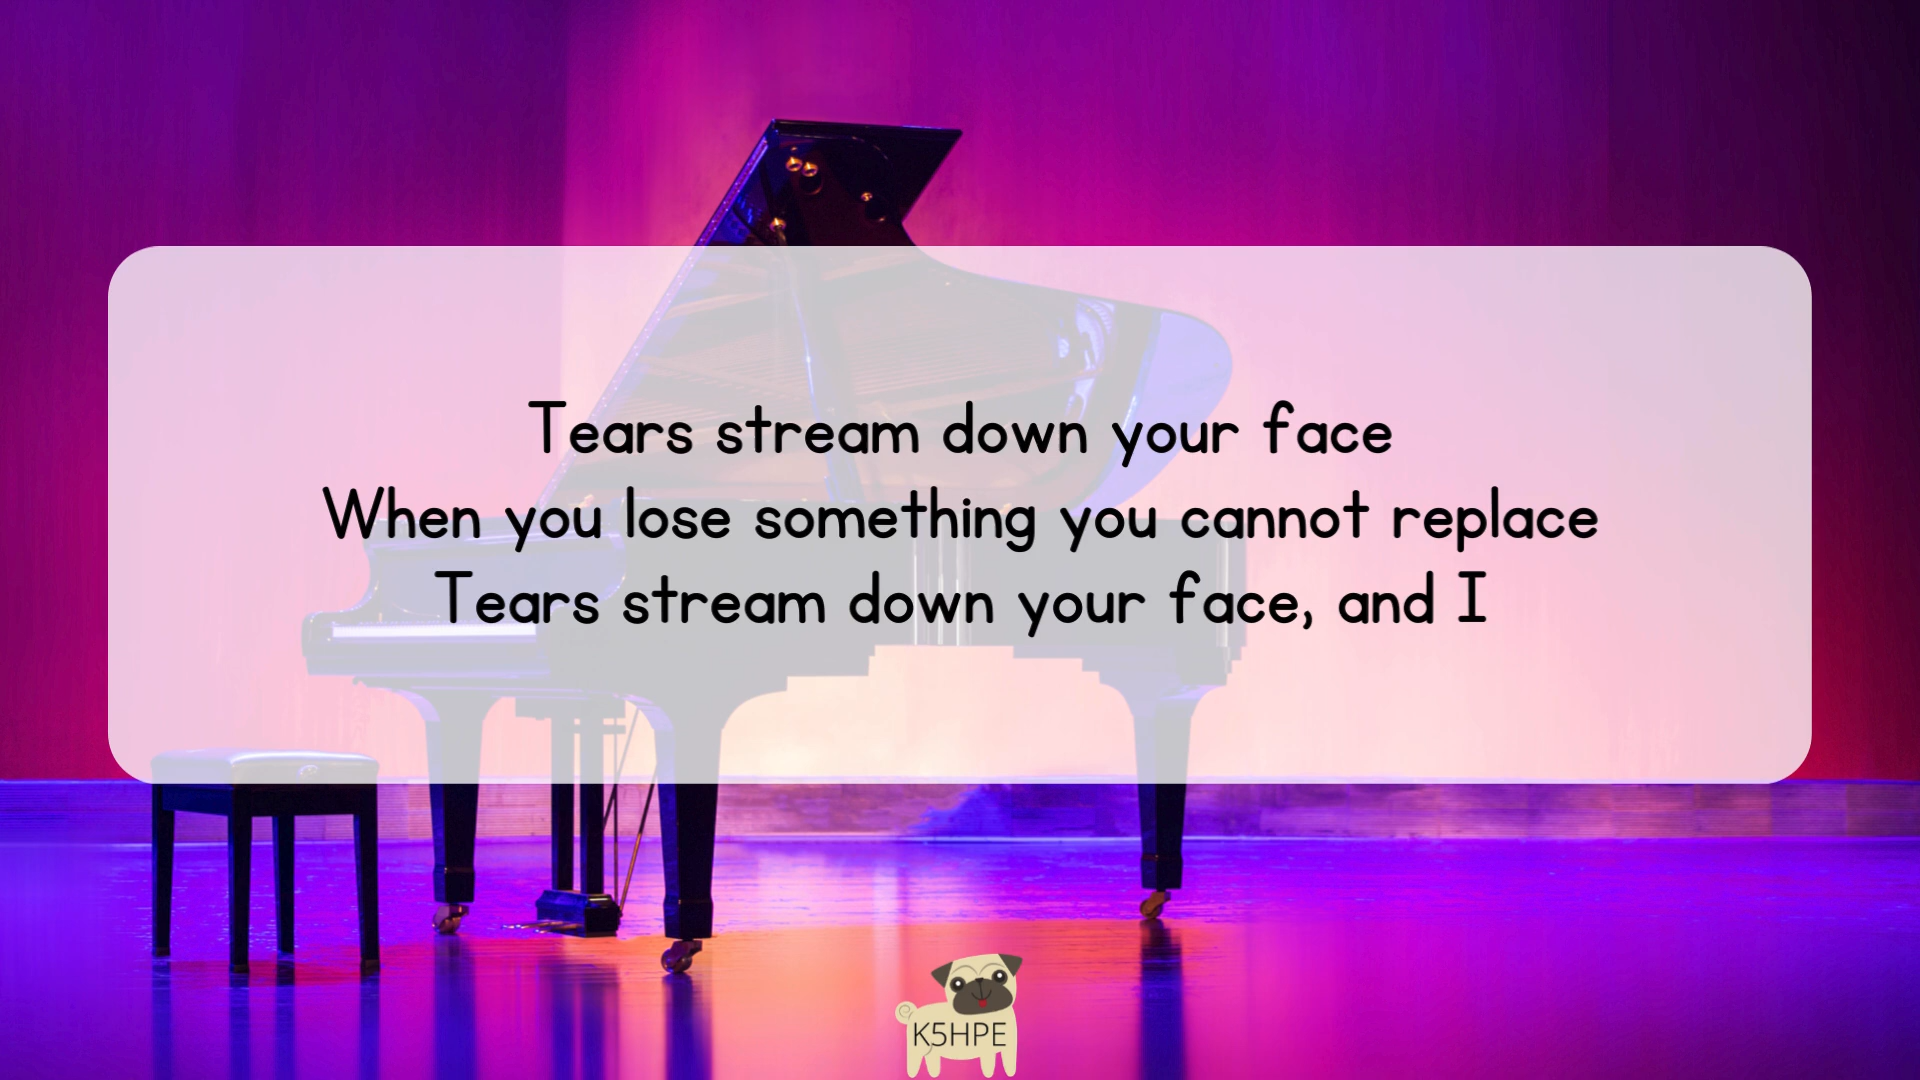 Tears stream down your face
When you lose something you cannot replace
Tears stream down your face, and I
K5HPE